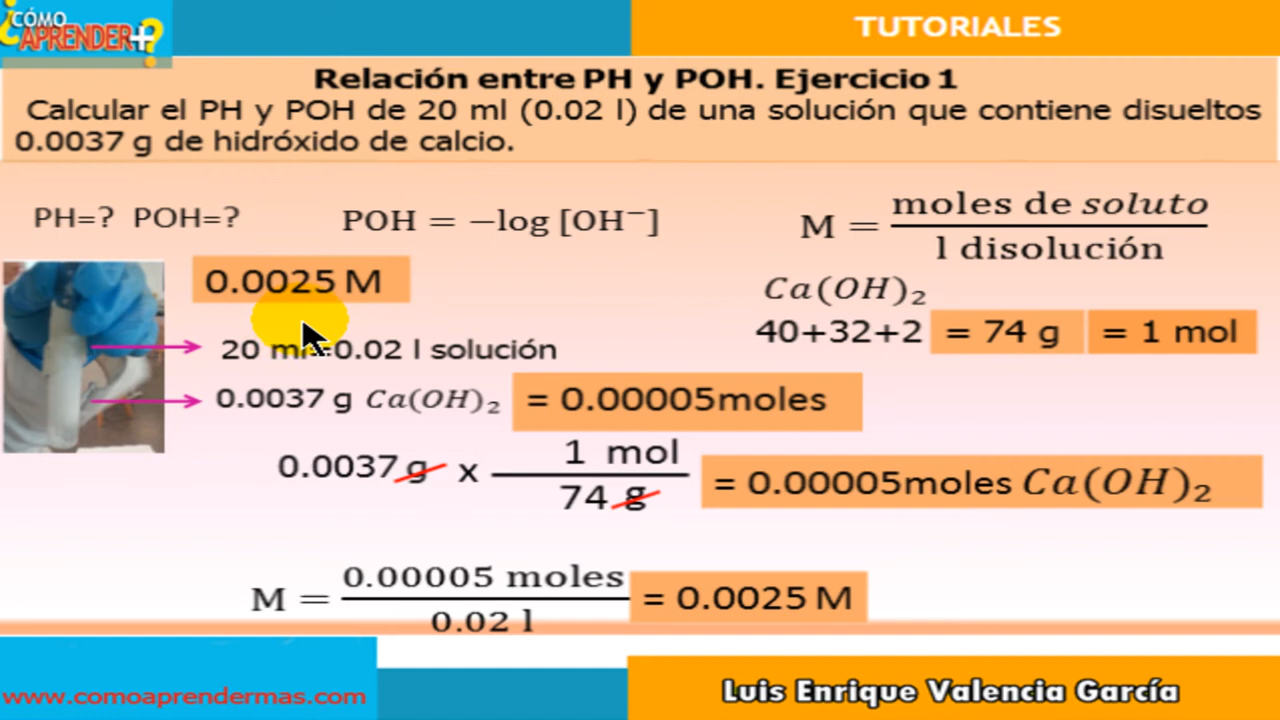 ¿CÓMO
APRENDER+?
TUTORIALES
Relación entre PH y POH. Ejercicio 1
Calcular el PH y POH de 20 ml (0.02 l) de una solución que contiene disueltos
0.0037 g de hidróxido de calcio.
PH=? POH=?
POH = −log [OH⁻]
M = moles de soluto / l disolución
0.0025 M
Ca(OH)₂
40+32+2 = 74 g = 1 mol
20 ml=0.02 l solución
0.0037 g Ca(OH)₂ = 0.00005moles
0.0037 g x 1 mol / 74 g = 0.00005moles Ca(OH)₂
M = 0.00005 moles / 0.02 l = 0.0025 M
www.comoaprendermas.com
Luis Enrique Valencia García